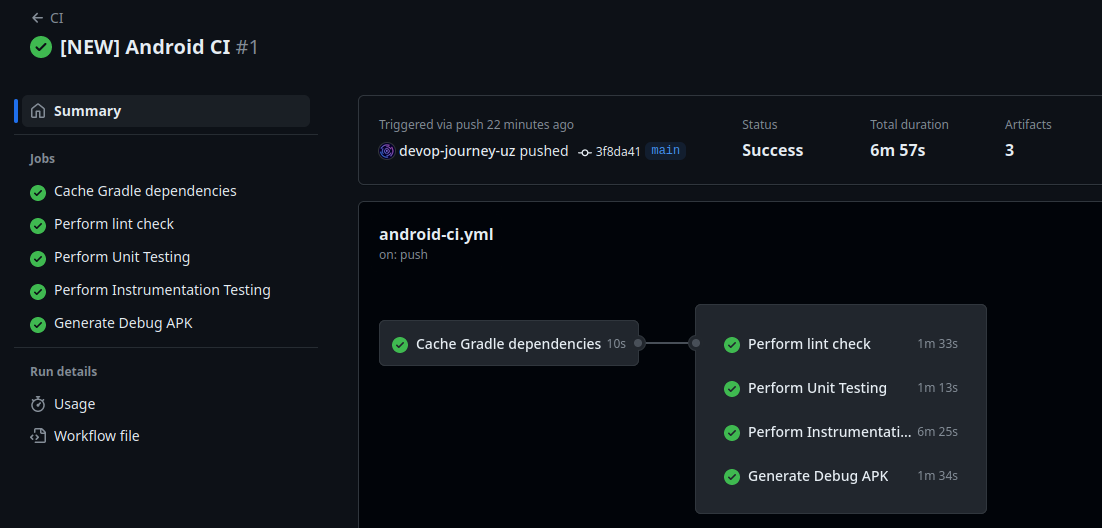 CI
[NEW] Android CI #1
Summary
Jobs
Cache Gradle dependencies
Perform lint check
Perform Unit Testing
Perform Instrumentation Testing
Generate Debug APK
Run details
Usage
Workflow file
Triggered via push 22 minutes ago
devop-journey-uz pushed 3f8da41 main
Status
Success
Total duration
6m 57s
Artifacts
3
android-ci.yml
on: push
Cache Gradle dependencies 10s
Perform lint check 1m 33s
Perform Unit Testing 1m 13s
Perform Instrumentati... 6m 25s
Generate Debug APK 1m 34s